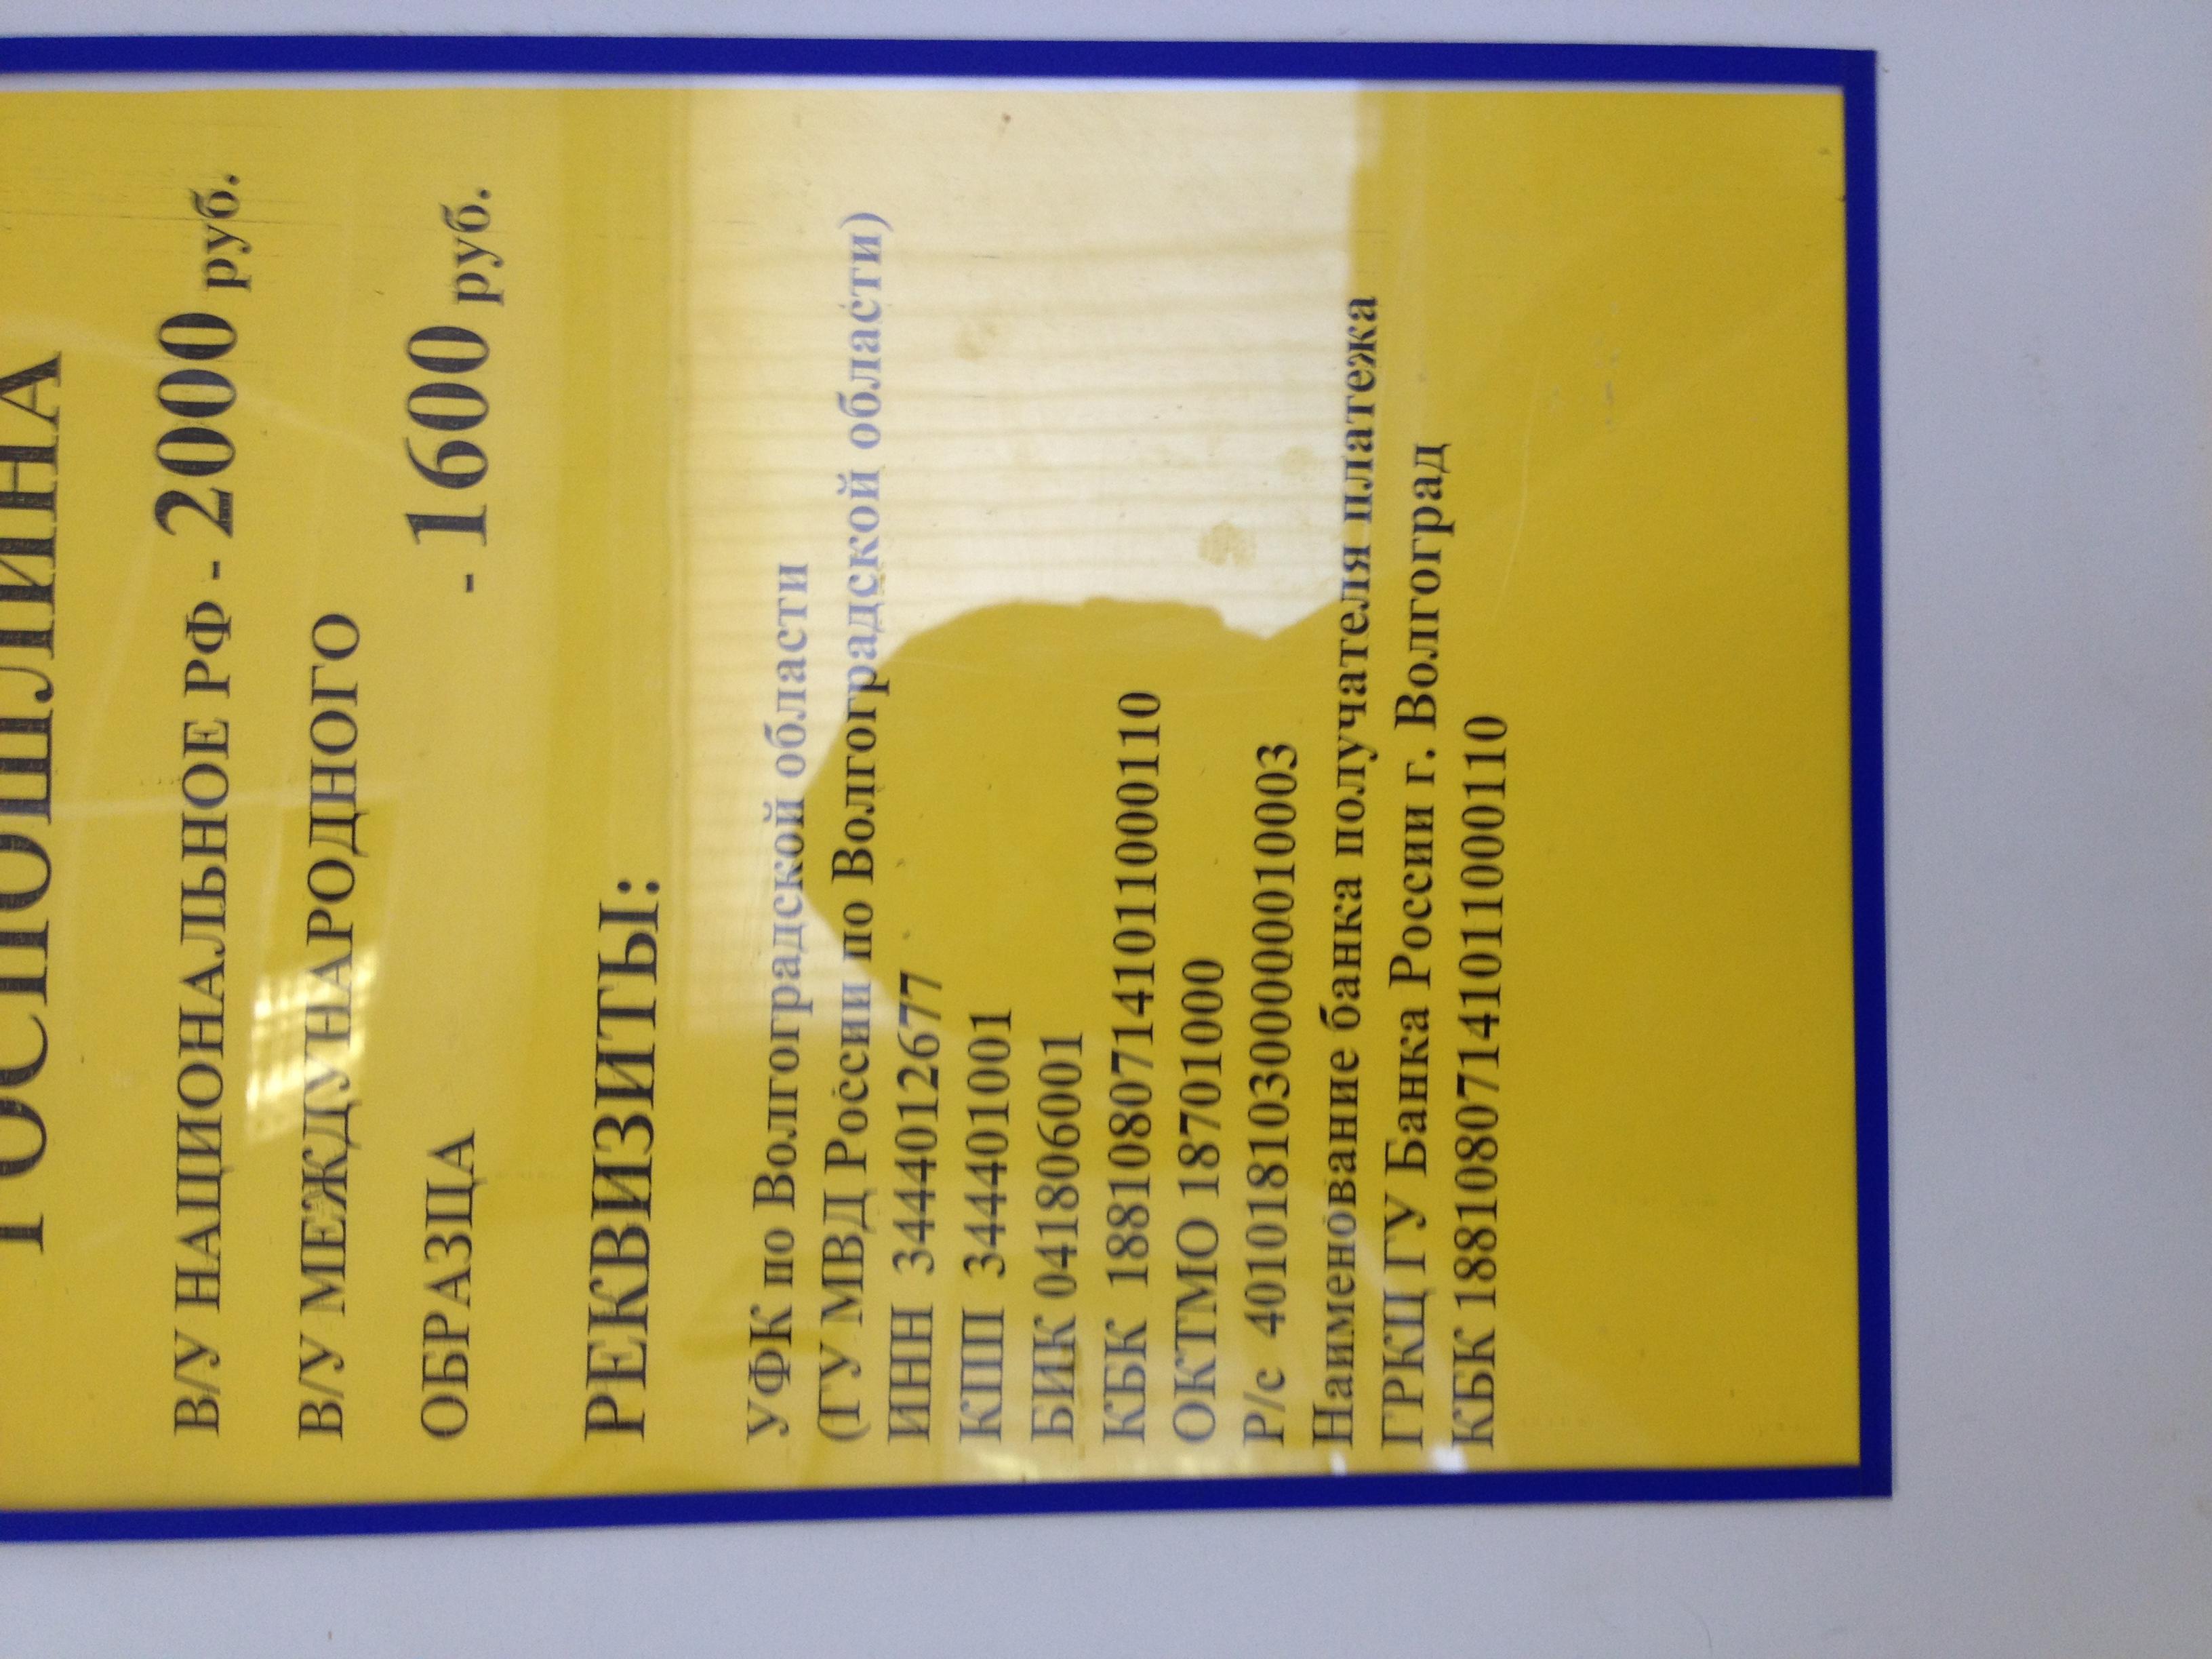 ГОСПОШЛИНА
В/У НАЦИОНАЛЬНОЕ РФ - 2000 руб.
В/У МЕЖДУНАРОДНОГО
ОБРАЗЦА - 1600 руб.
РЕКВИЗИТЫ:
УФК по Волгоградской области
(ГУ МВД России по Волгоградской области)
ИНН 3444012677
КПП 344401001
БИК 041806001
КБК 18810807141011000110
ОКТМО 18701000
Р/с 40101810300000010003
Наименование банка получателя платежа
ГРКЦ ГУ Банка России г. Волгоград
КБК 18810807141011000110